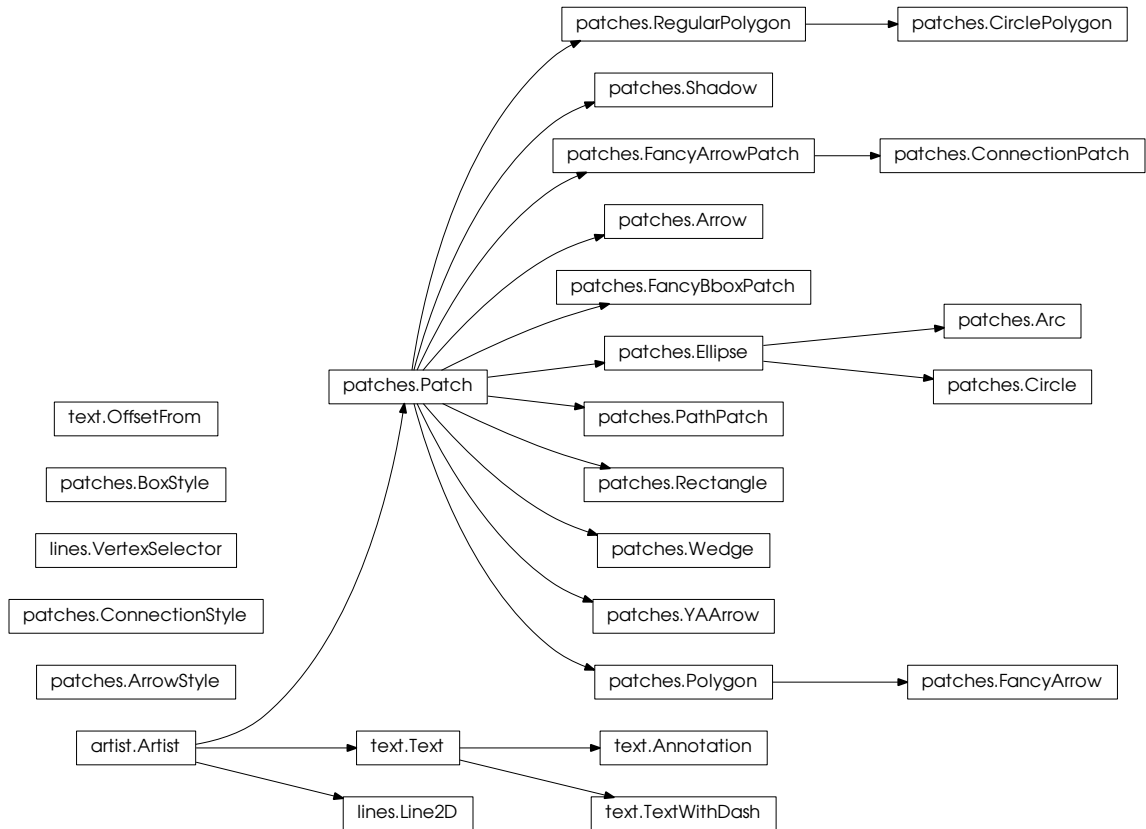 patches.RegularPolygon
patches.CirclePolygon
patches.Shadow
patches.FancyArrowPatch
patches.ConnectionPatch
patches.Arrow
patches.FancyBboxPatch
patches.Arc
patches.Ellipse
patches.Patch
patches.Circle
text.OffsetFrom
patches.PathPatch
patches.BoxStyle
patches.Rectangle
lines.VertexSelector
patches.Wedge
patches.ConnectionStyle
patches.YAArrow
patches.ArrowStyle
patches.Polygon
patches.FancyArrow
artist.Artist
text.Text
text.Annotation
lines.Line2D
text.TextWithDash